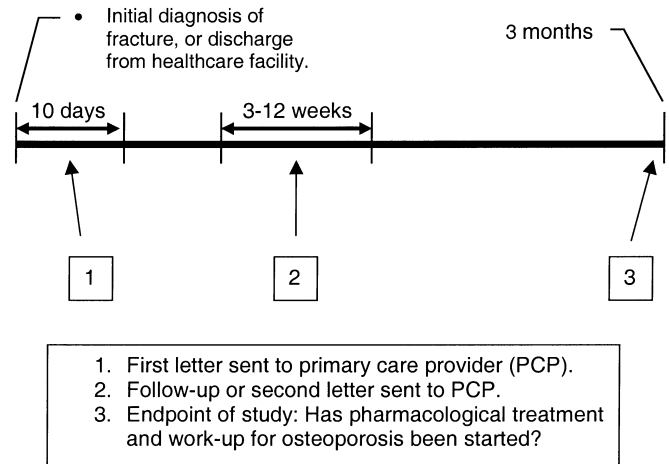 • Initial diagnosis of
fracture, or discharge
from healthcare facility.
3 months
10 days
3-12 weeks
1
2
3
1. First letter sent to primary care provider (PCP).
2. Follow-up or second letter sent to PCP.
3. Endpoint of study: Has pharmacological treatment
and work-up for osteoporosis been started?